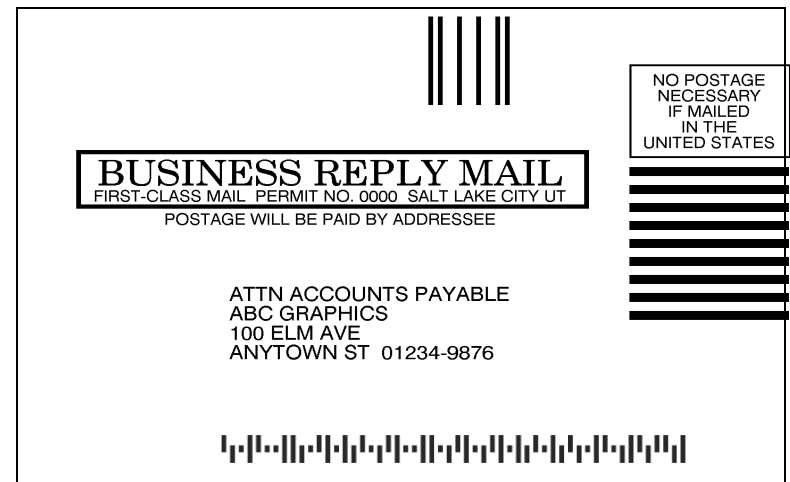 NO POSTAGE
NECESSARY
IF MAILED
IN THE
UNITED STATES
BUSINESS REPLY MAIL
FIRST-CLASS MAIL  PERMIT NO. 0000  SALT LAKE CITY UT
POSTAGE WILL BE PAID BY ADDRESSEE
ATTN ACCOUNTS PAYABLE
ABC GRAPHICS
100 ELM AVE
ANYTOWN ST  01234-9876